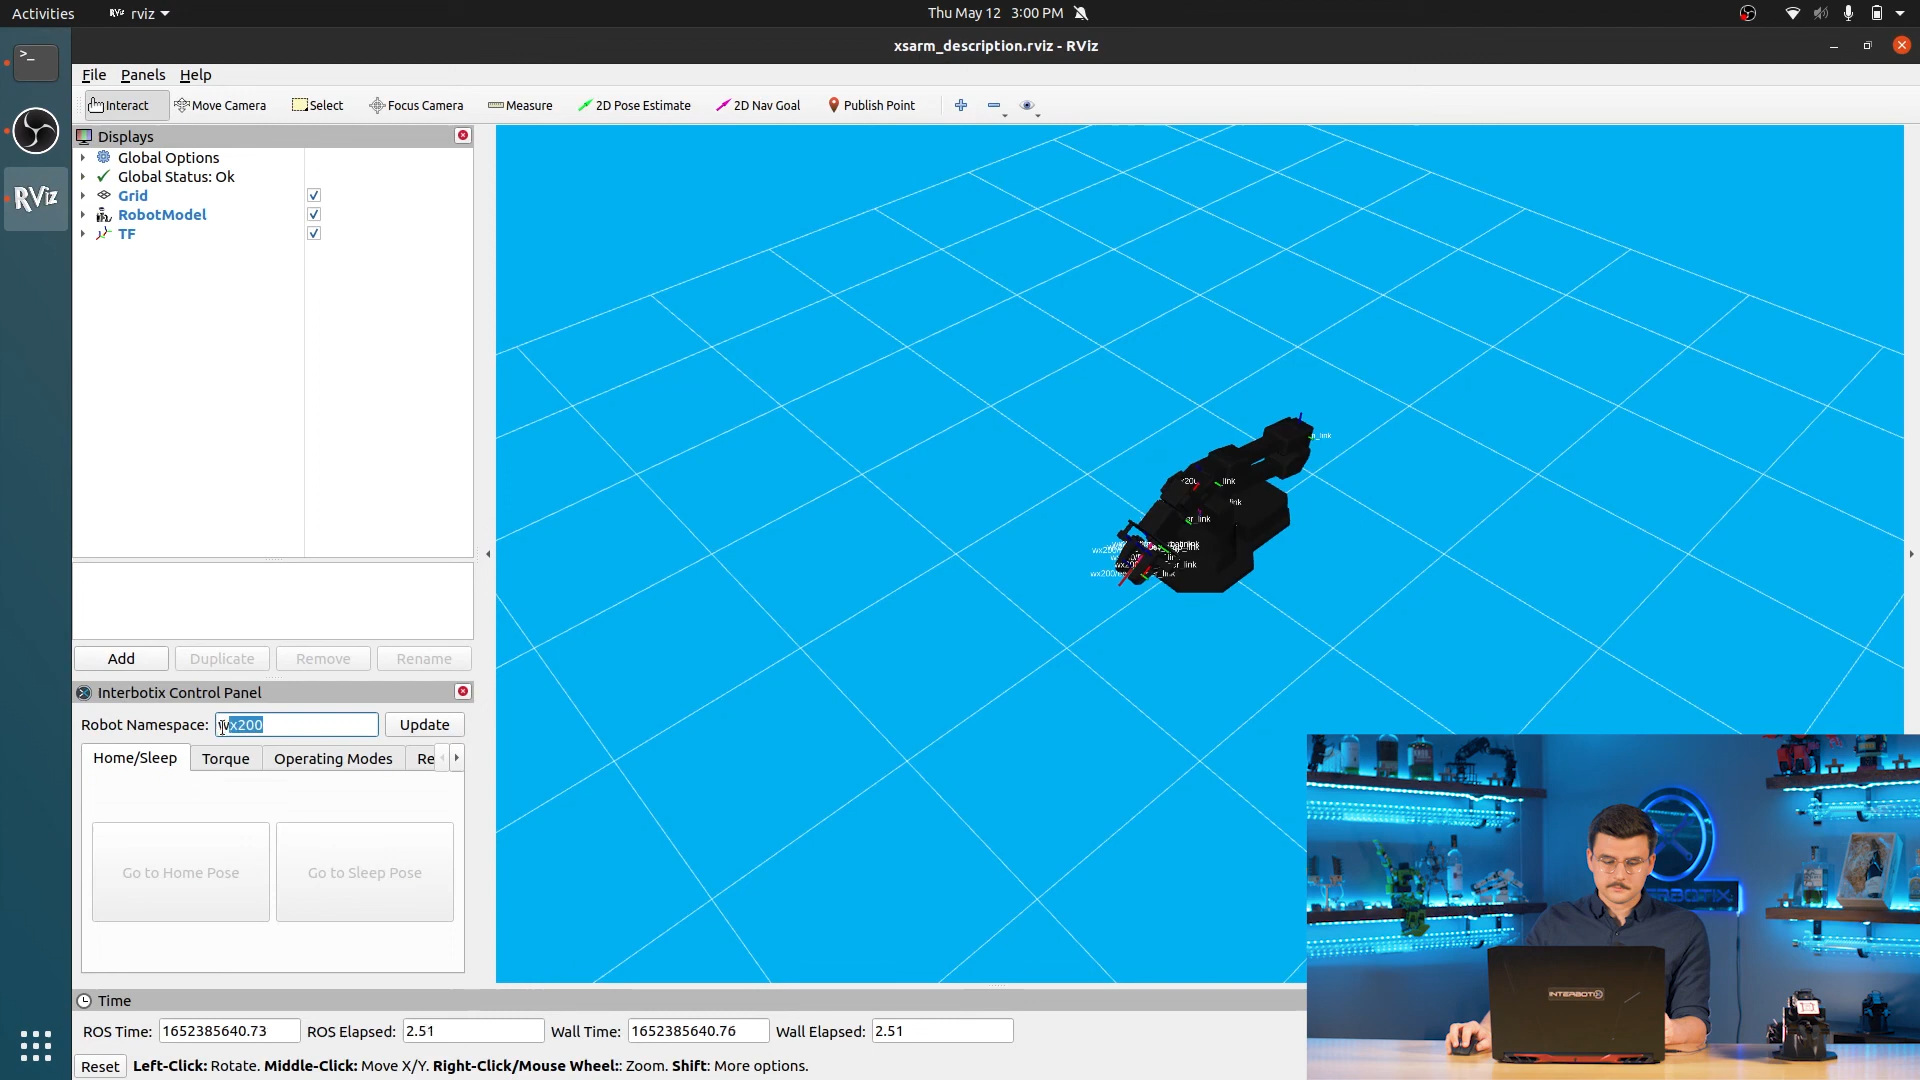 Activities
rviz
Thu May 12 3:00 PM
xsarm_description.rviz - RViz
File Panels Help
Interact Move Camera Select Focus Camera Measure 2D Pose Estimate 2D Nav Goal Publish Point
Displays
Global Options
Global Status: Ok
Grid
RobotModel
TF
RViz
Add Duplicate Remove Rename
Interbotix Control Panel
Robot Namespace: wx200 Update
Home/Sleep Torque Operating Modes Re
Go to Home Pose Go to Sleep Pose
Time
ROS Time: 1652385640.73 ROS Elapsed: 2.51 Wall Time: 1652385640.76 Wall Elapsed: 2.51
Reset Left-Click: Rotate. Middle-Click: Move X/Y. Right-Click/Mouse Wheel:: Zoom. Shift: More options.
INTERBOTIX